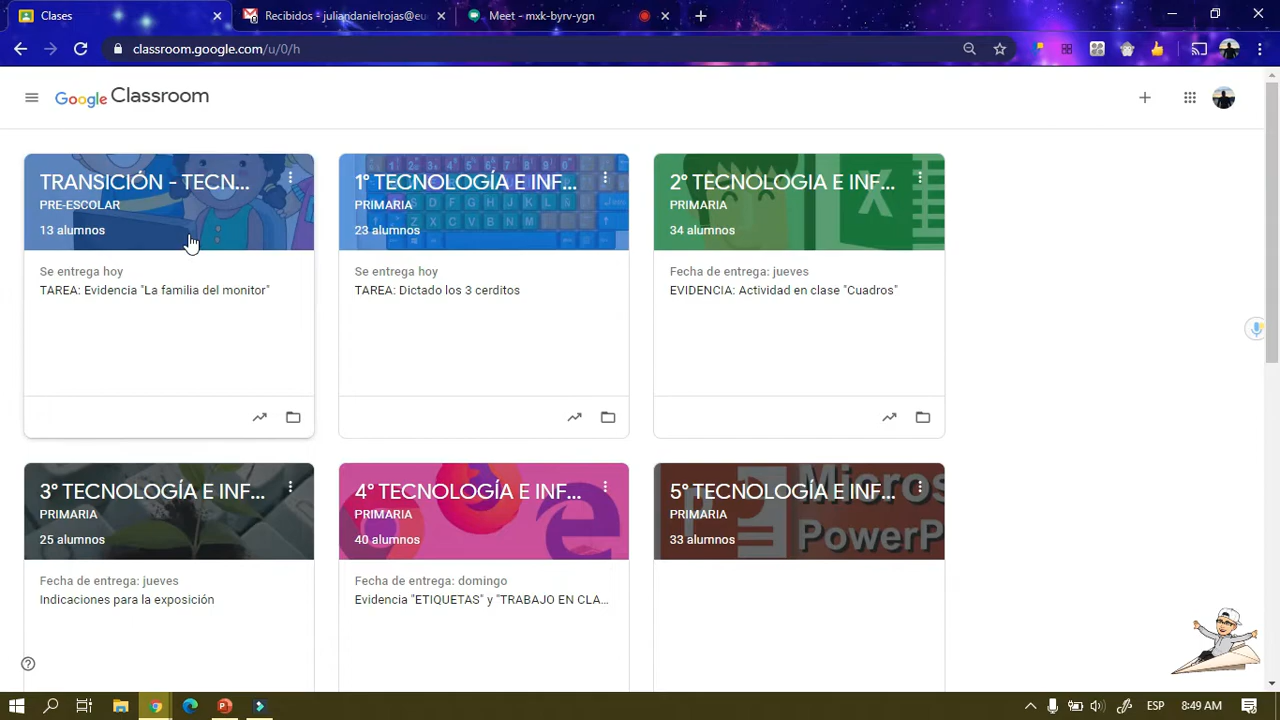 Clases
Recibidos - juliandanielrojas@eu
Meet - mxk-byrv-ygn
classroom.google.com/u/0/h
Google Classroom
TRANSICIÓN - TECN...
PRE-ESCOLAR
13 alumnos
Se entrega hoy
TAREA: Evidencia "La familia del monitor"
1° TECNOLOGÍA E INF...
PRIMARIA
23 alumnos
Se entrega hoy
TAREA: Dictado los 3 cerditos
2° TECNOLOGIA E INF...
PRIMARIA
34 alumnos
Fecha de entrega: jueves
EVIDENCIA: Actividad en clase "Cuadros"
3° TECNOLOGÍA E INF...
PRIMARIA
25 alumnos
Fecha de entrega: jueves
Indicaciones para la exposición
4° TECNOLOGÍA E INF...
PRIMARIA
40 alumnos
Fecha de entrega: domingo
Evidencia "ETIQUETAS" y "TRABAJO EN CLA...
5° TECNOLOGÍA E INF...
PRIMARIA
33 alumnos
Micros
PowerP
ESP
8:49 AM